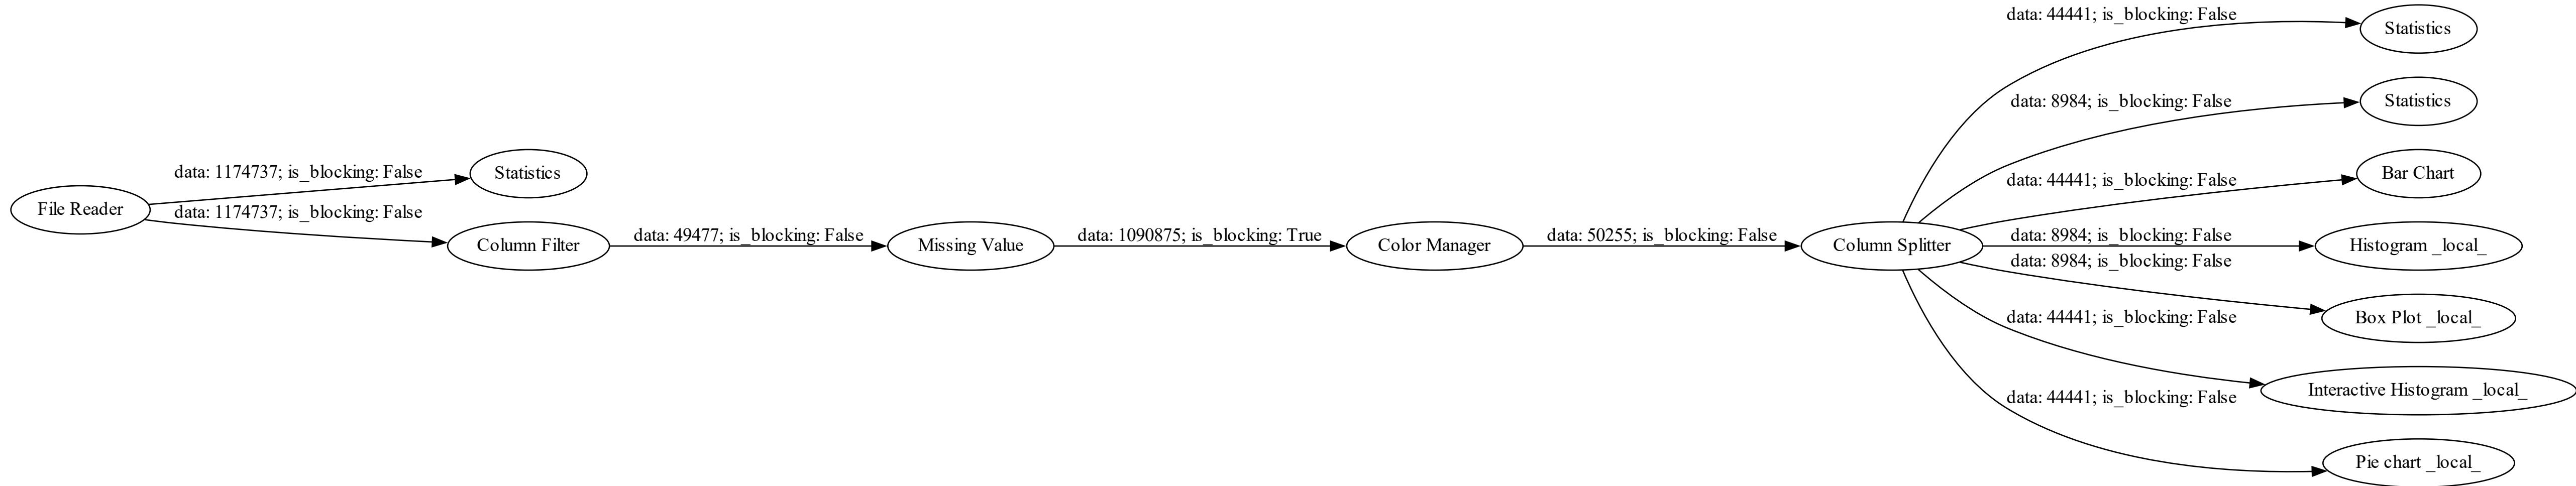 data: 44441; is_blocking: False
Statistics
data: 8984; is_blocking: False
Statistics
data: 1174737; is_blocking: False
Statistics
data: 44441; is_blocking: False
Bar Chart
File Reader
data: 1174737; is_blocking: False
Column Filter
data: 49477; is_blocking: False
Missing Value
data: 1090875; is_blocking: True
Color Manager
data: 50255; is_blocking: False
Column Splitter
data: 8984; is_blocking: False
Histogram _local_
data: 8984; is_blocking: False
Box Plot _local_
data: 44441; is_blocking: False
Interactive Histogram _local_
data: 44441; is_blocking: False
Pie chart _local_